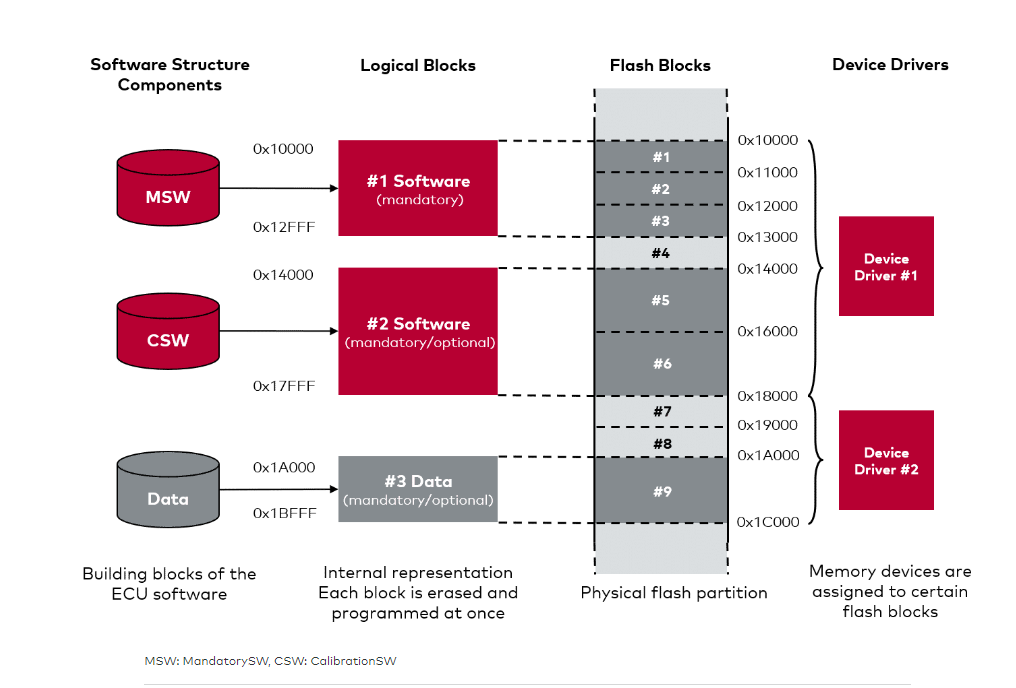 Software Structure
Components
Logical Blocks
Flash Blocks
Device Drivers
MSW
0x10000
0x12FFF
#1 Software
(mandatory)
CSW
0x14000
0x17FFF
#2 Software
(mandatory/optional)
Data
0x1A000
0x1BFFF
#3 Data
(mandatory/optional)
#1
#2
#3
#4
#5
#6
#7
#8
#9
0x10000
0x11000
0x12000
0x13000
0x14000
0x16000
0x18000
0x19000
0x1A000
0x1C000
Device
Driver #1
Device
Driver #2
Building blocks of the
ECU software
Internal representation
Each block is erased and
programmed at once
Physical flash partition
Memory devices are
assigned to certain
flash blocks
MSW: MandatorySW, CSW: CalibrationSW